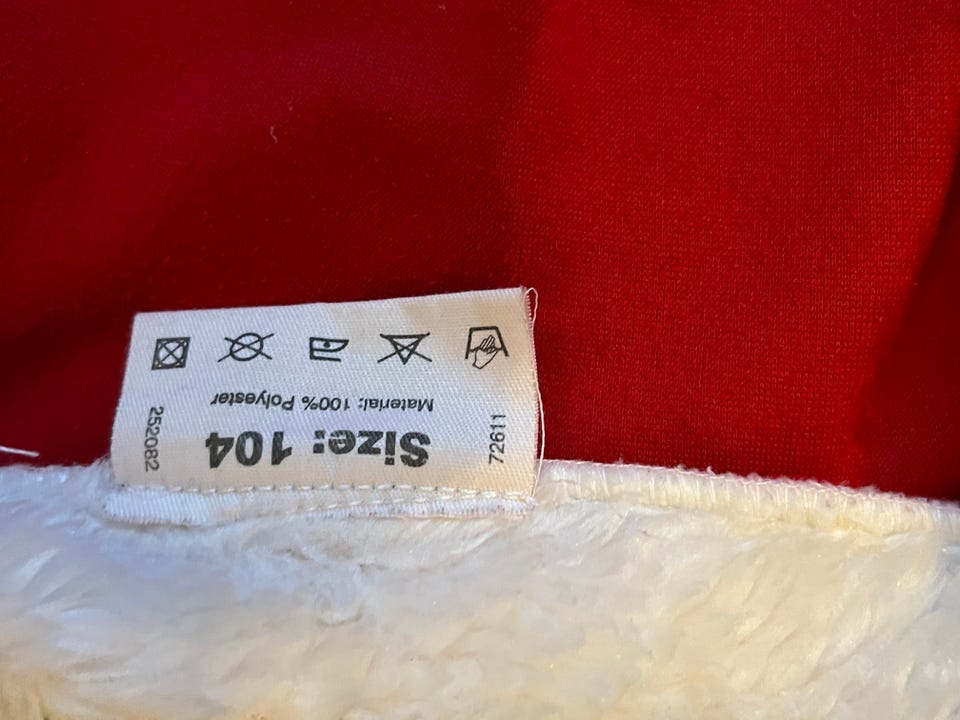 Material: 100% Polyester
Size: 104
72611
252082